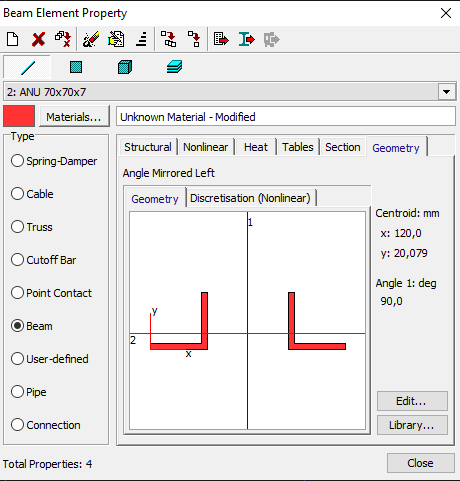 Beam Element Property
2: ANU 70x70x7
Materials...
Unknown Material - Modified
Type
Spring-Damper
Cable
Truss
Cutoff Bar
Point Contact
Beam
User-defined
Pipe
Connection
Structural Nonlinear Heat Tables Section Geometry
Angle Mirrored Left
Geometry Discretisation (Nonlinear)
1
y
2
x
Centroid: mm
x: 120,0
y: 20,079
Angle 1: deg
90,0
Edit...
Library...
Total Properties: 4
Close